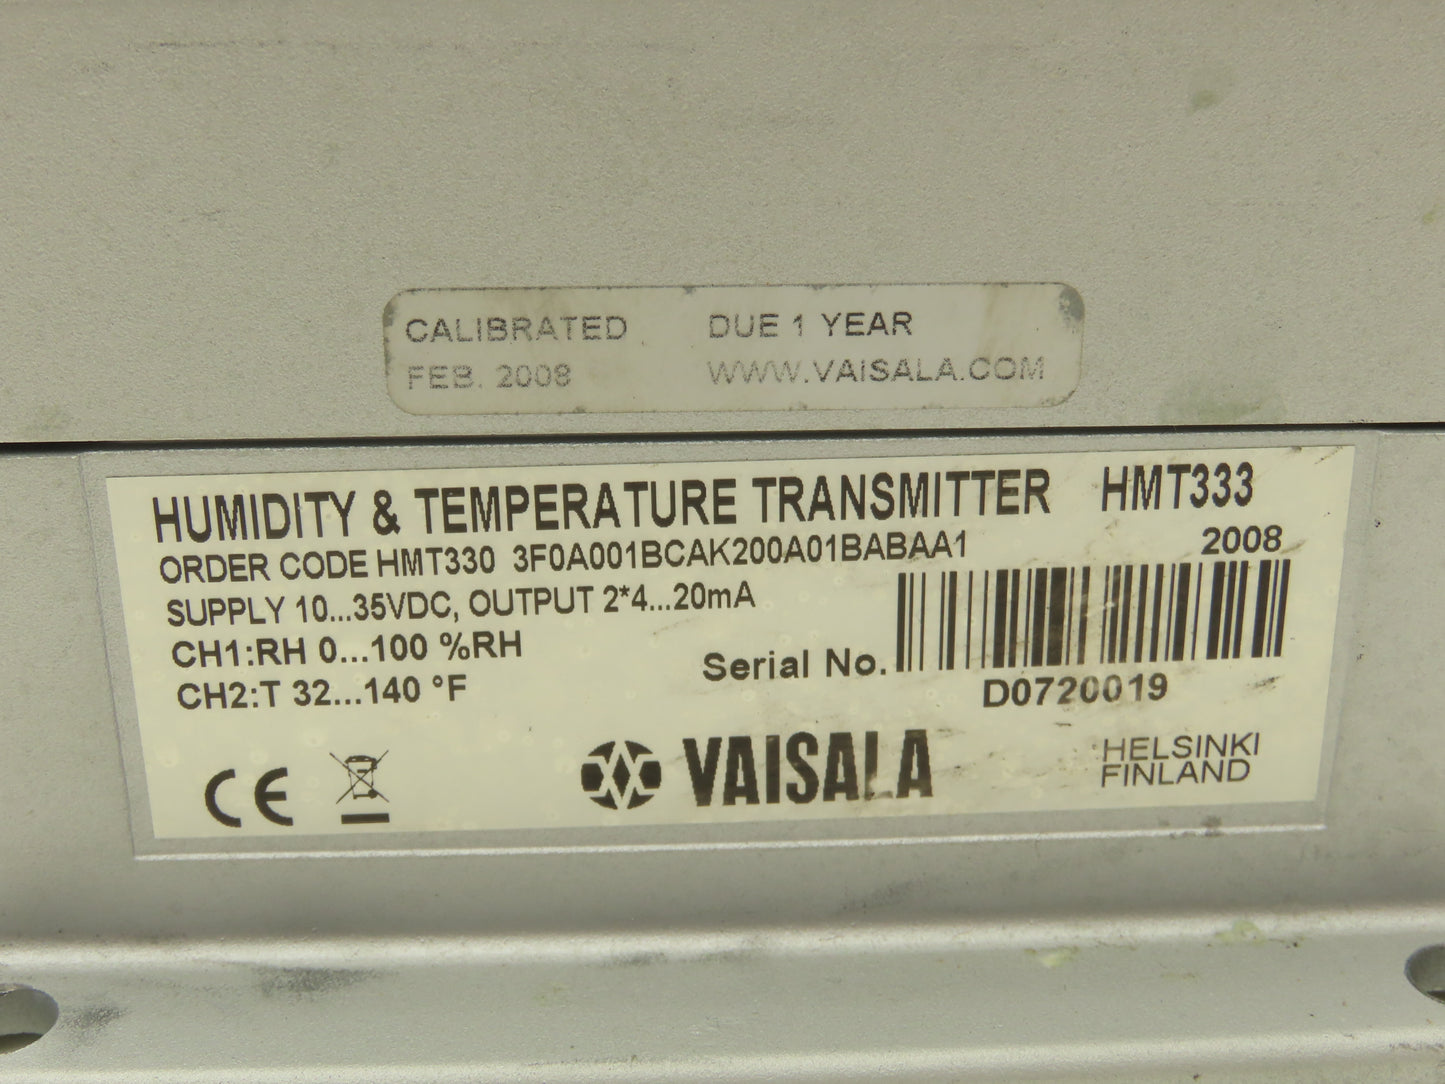 CALIBRATED DUE 1 YEAR
FEB. 2008 WWW.VAISALA.COM
HUMIDITY & TEMPERATURE TRANSMITTER HMT333
ORDER CODE HMT330 3F0A001BCAK200A01BABAA1 2008
SUPPLY 10...35VDC, OUTPUT 2*4...20mA
CH1:RH 0...100 %RH
Serial No.
CH2:T 32...140 °F
D0720019
CE
VAISALA
HELSINKI
FINLAND